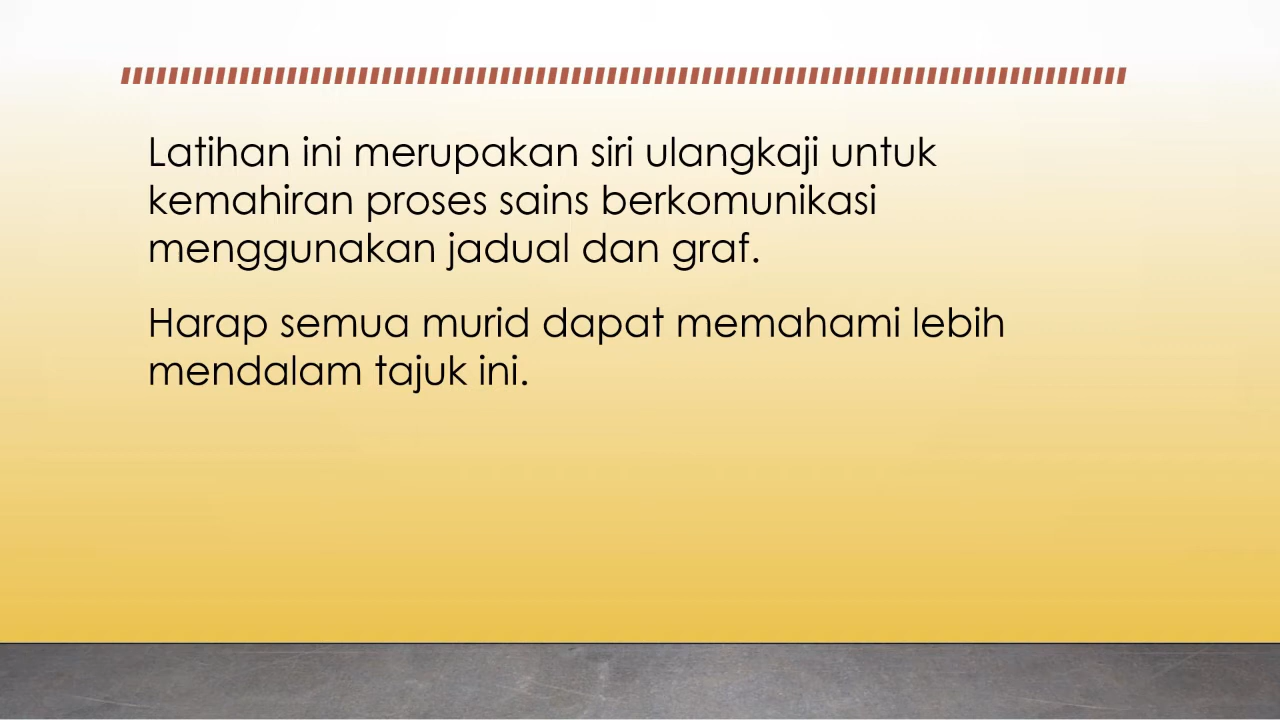 Latihan ini merupakan siri ulangkaji untuk
kemahiran proses sains berkomunikasi
menggunakan jadual dan graf.
Harap semua murid dapat memahami lebih
mendalam tajuk ini.